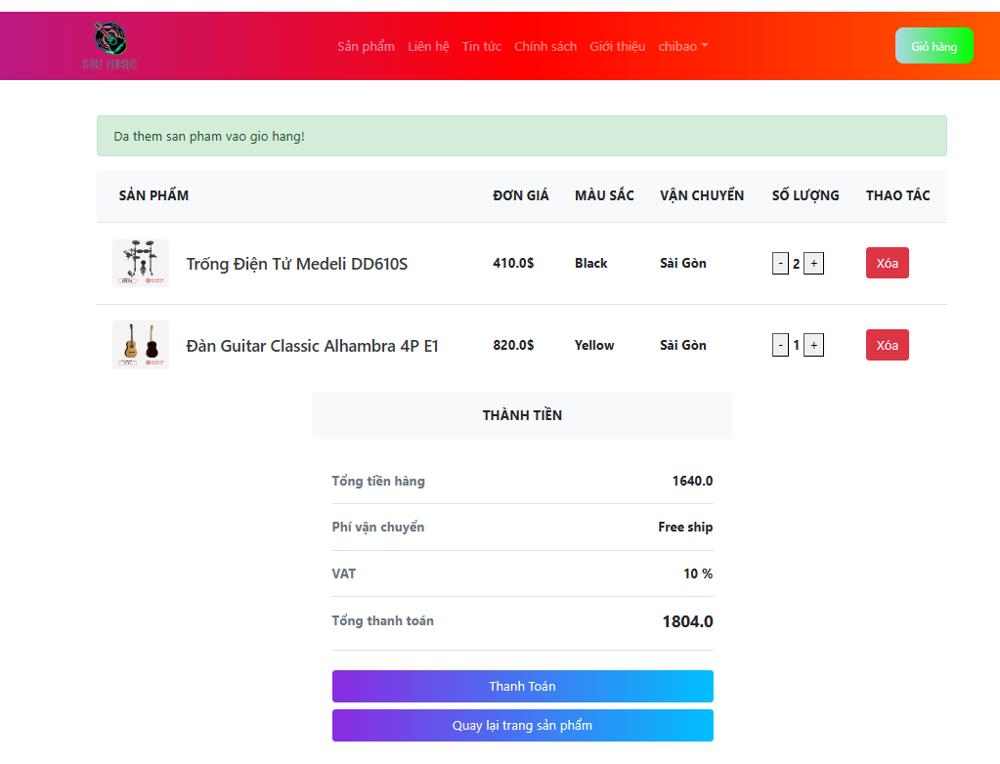 Sản phẩm Liên hệ Tin tức Chính sách Giới thiệu chibao Giỏ hàng
Da them san pham vao gio hang!
SẢN PHẨM ĐƠN GIÁ MÀU SẮC VẬN CHUYỂN SỐ LƯỢNG THAO TÁC
Trống Điện Tử Medeli DD610S 410.0$ Black Sài Gòn - 2 + Xóa
Đàn Guitar Classic Alhambra 4P E1 820.0$ Yellow Sài Gòn - 1 + Xóa
THÀNH TIỀN
Tổng tiền hàng 1640.0
Phí vận chuyển Free ship
VAT 10 %
Tổng thanh toán 1804.0
Thanh Toán
Quay lại trang sản phẩm